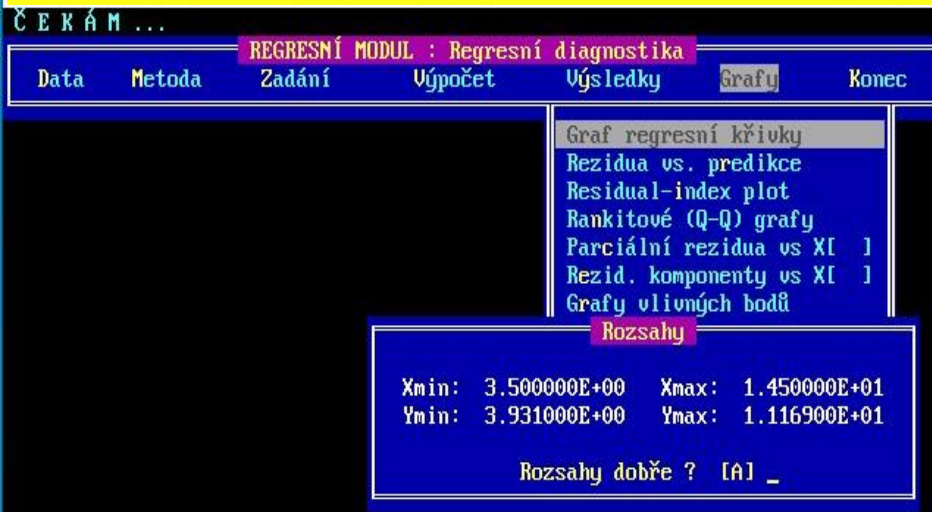 ČEKÁM...
REGRESNÍ MODUL : Regresní diagnostika
Data Metoda Zadání Výpočet Výsledky Grafy Konec
Graf regresní křivky
Rezidua vs. predikce
Residual-index plot
Rankitové (Q-Q) grafy
Parciální rezidua vs X[ ]
Rezid. komponenty vs X[ ]
Grafy vlivných bodů
Rozsahy
Xmin: 3.500000E+00 Xmax: 1.450000E+01
Ymin: 3.931000E+00 Ymax: 1.116900E+01
Rozsahy dobře ? [A] _